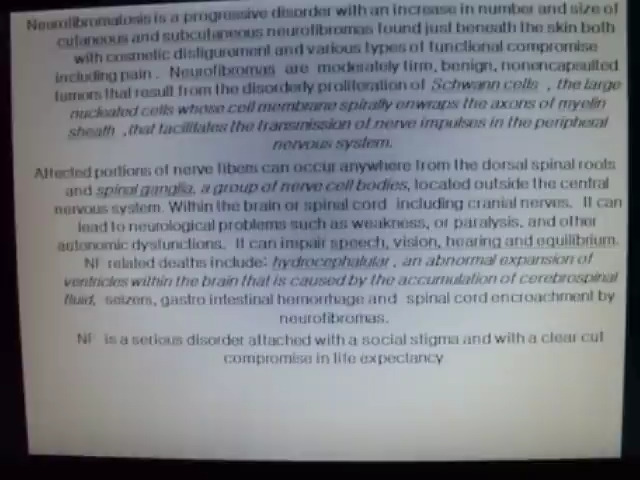 Neurofibromatosis is a progressive disorder with an increase in number and size of
cutaneous and subcutaneous neurofibromas found just beneath the skin both
with cosmetic disfigurement and various types of functional compromise
including pain . Neurofibromas are moderately firm, benign, nonencapsulted
tumors that result from the disorderly proliferation of Schwann cells , the large
nucleated cells whose cell membrane spirally enwraps the axons of myelin
sheath ,that facilitates the transmission of nerve impulses in the peripheral
nervous system.
Affected portions of nerve fibers can occur anywhere from the dorsal spinal roots
and spinal ganglia, a group of nerve cell bodies, located outside the central
nervous system. Within the brain or spinal cord including cranial nerves. It can
lead to neurological problems such as weakness, or paralysis, and other
autonomic dysfunctions. It can impair speech, vision, hearing and equilibrium.
NF related deaths include: hydrocephalular , an abnormal expansion of
ventricles within the brain that is caused by the accumulation of cerebrospinal
fluid, seizers, gastro intestinal hemorrhage and spinal cord encroachment by
neurofibromas.
NF is a serious disorder attached with a social stigma and with a clear cut
compromise in life expectancy